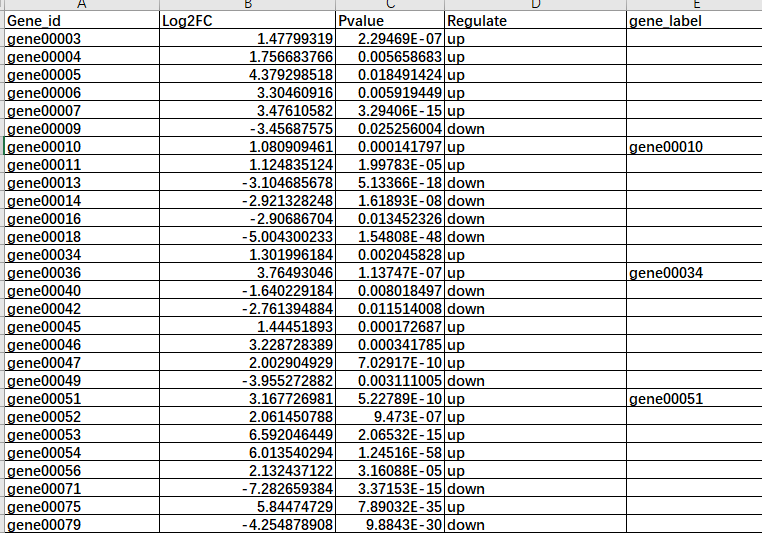 A B C D E
Gene_id Log2FC Pvalue Regulate gene_label
gene00003 1.47799319 2.29469E-07 up
gene00004 1.756683766 0.005658683 up
gene00005 4.379298518 0.018491424 up
gene00006 3.30460916 0.005919449 up
gene00007 3.47610582 3.29406E-15 up
gene00009 -3.45687575 0.025256004 down
gene00010 1.080909461 0.000141797 up gene00010
gene00011 1.124835124 1.99783E-05 up
gene00013 -3.104685678 5.13366E-18 down
gene00014 -2.921328248 1.61893E-08 down
gene00016 -2.90686704 0.013452326 down
gene00018 -5.004300233 1.54808E-48 down
gene00034 1.301996184 0.002045828 up
gene00036 3.76493046 1.13747E-07 up gene00034
gene00040 -1.640229184 0.008018497 down
gene00042 -2.761394884 0.011514008 down
gene00045 1.44451893 0.000172687 up
gene00046 3.228728389 0.000341785 up
gene00047 2.002904929 7.02917E-10 up
gene00049 -3.955272882 0.003111005 down
gene00051 3.167726981 5.22789E-10 up gene00051
gene00052 2.061450788 9.473E-07 up
gene00053 6.592046449 2.06532E-15 up
gene00054 6.013540294 1.24516E-58 up
gene00056 2.132437122 3.16088E-05 up
gene00071 -7.282659384 3.37153E-15 down
gene00075 5.84474729 7.89032E-35 up
gene00079 -4.254878908 9.8843E-30 down